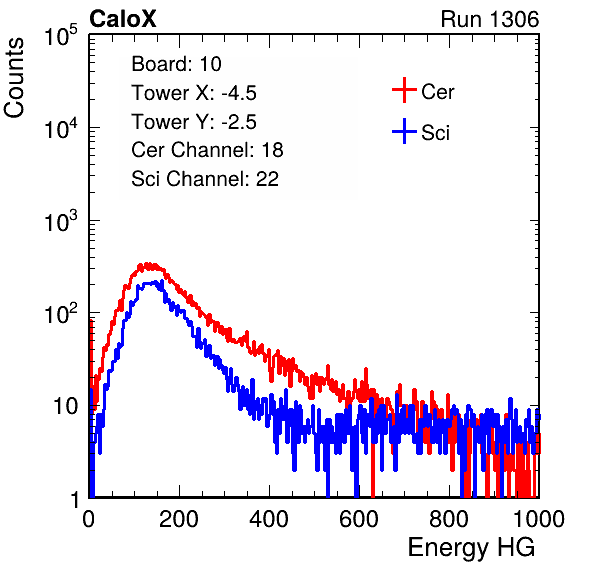 CaloX Run 1306
Counts
Board: 10
Tower X: -4.5
Tower Y: -2.5
Cer Channel: 18
Sci Channel: 22
Cer
Sci
10^5
10^4
10^3
10^2
10
1
0 200 400 600 800 1000
Energy HG